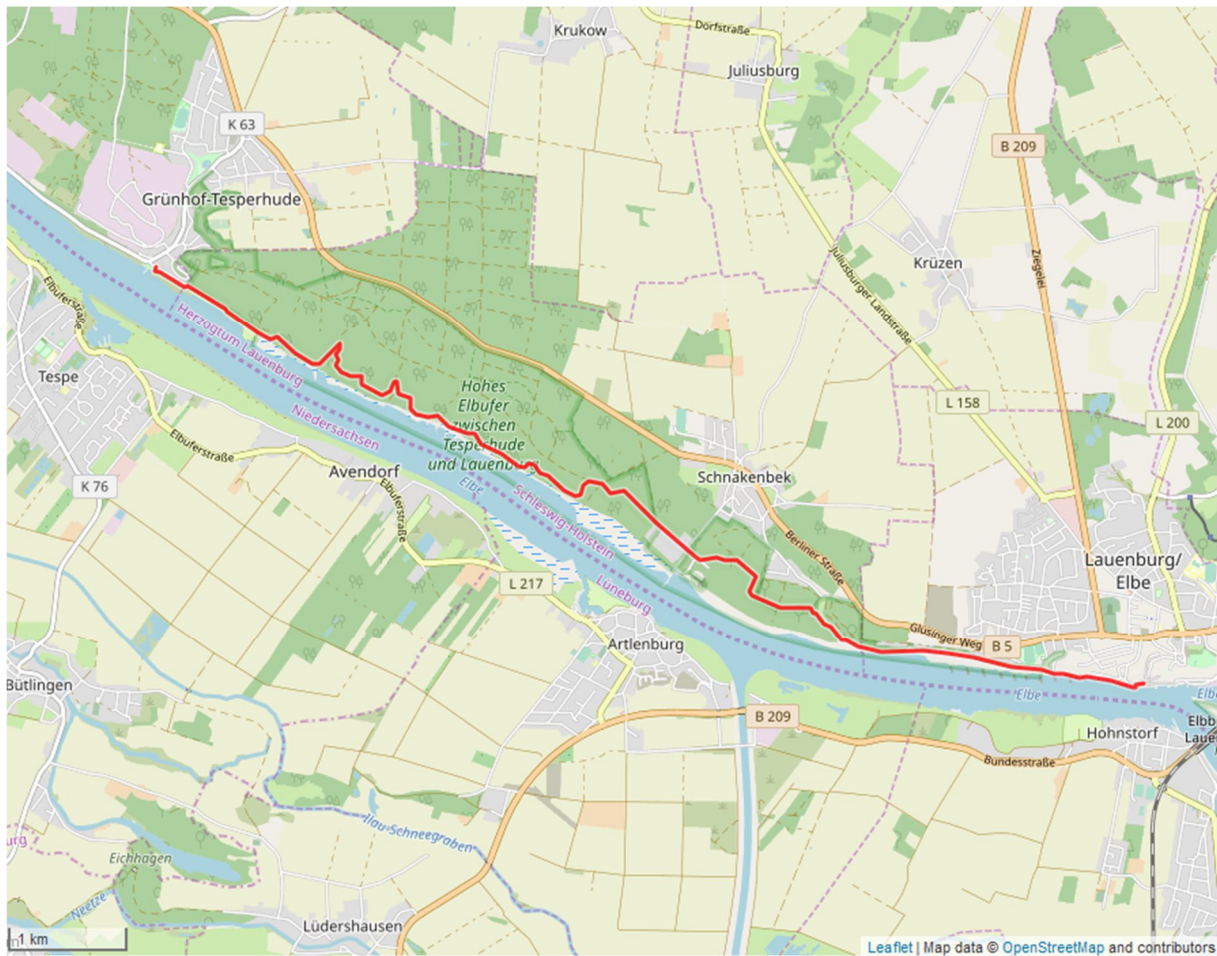 Krukow
Dorfstraße
Juliusburg
K 63
B 209
Grünhof-Tesperhude
Juliusburger Landstraße
Krüzen
Ziegelei
Elbuferstraße
Herzogtum Lauenburg
Tespe
Niedersachsen
Hohes
Elbufer
zwischen
Tesperhude
und Lauenburg
L 158
L 200
Elbuferstraße
Avendorf
K 76
Elbe
Elbuferstraße
Schnakenbek
Schleswig-Holstein
Berliner Straße
Lauenburg/
Elbe
L 217
Lüneburg
Artlenburg
Glüsinger Weg
B 5
Bütlingen
Elbe
B 209
Hohnstorf
Bundesstraße
Ilau-Schneegraben
Eichhagen
Neetze
Lüdershausen
1 km
Leaflet | Map data © OpenStreetMap and contributors